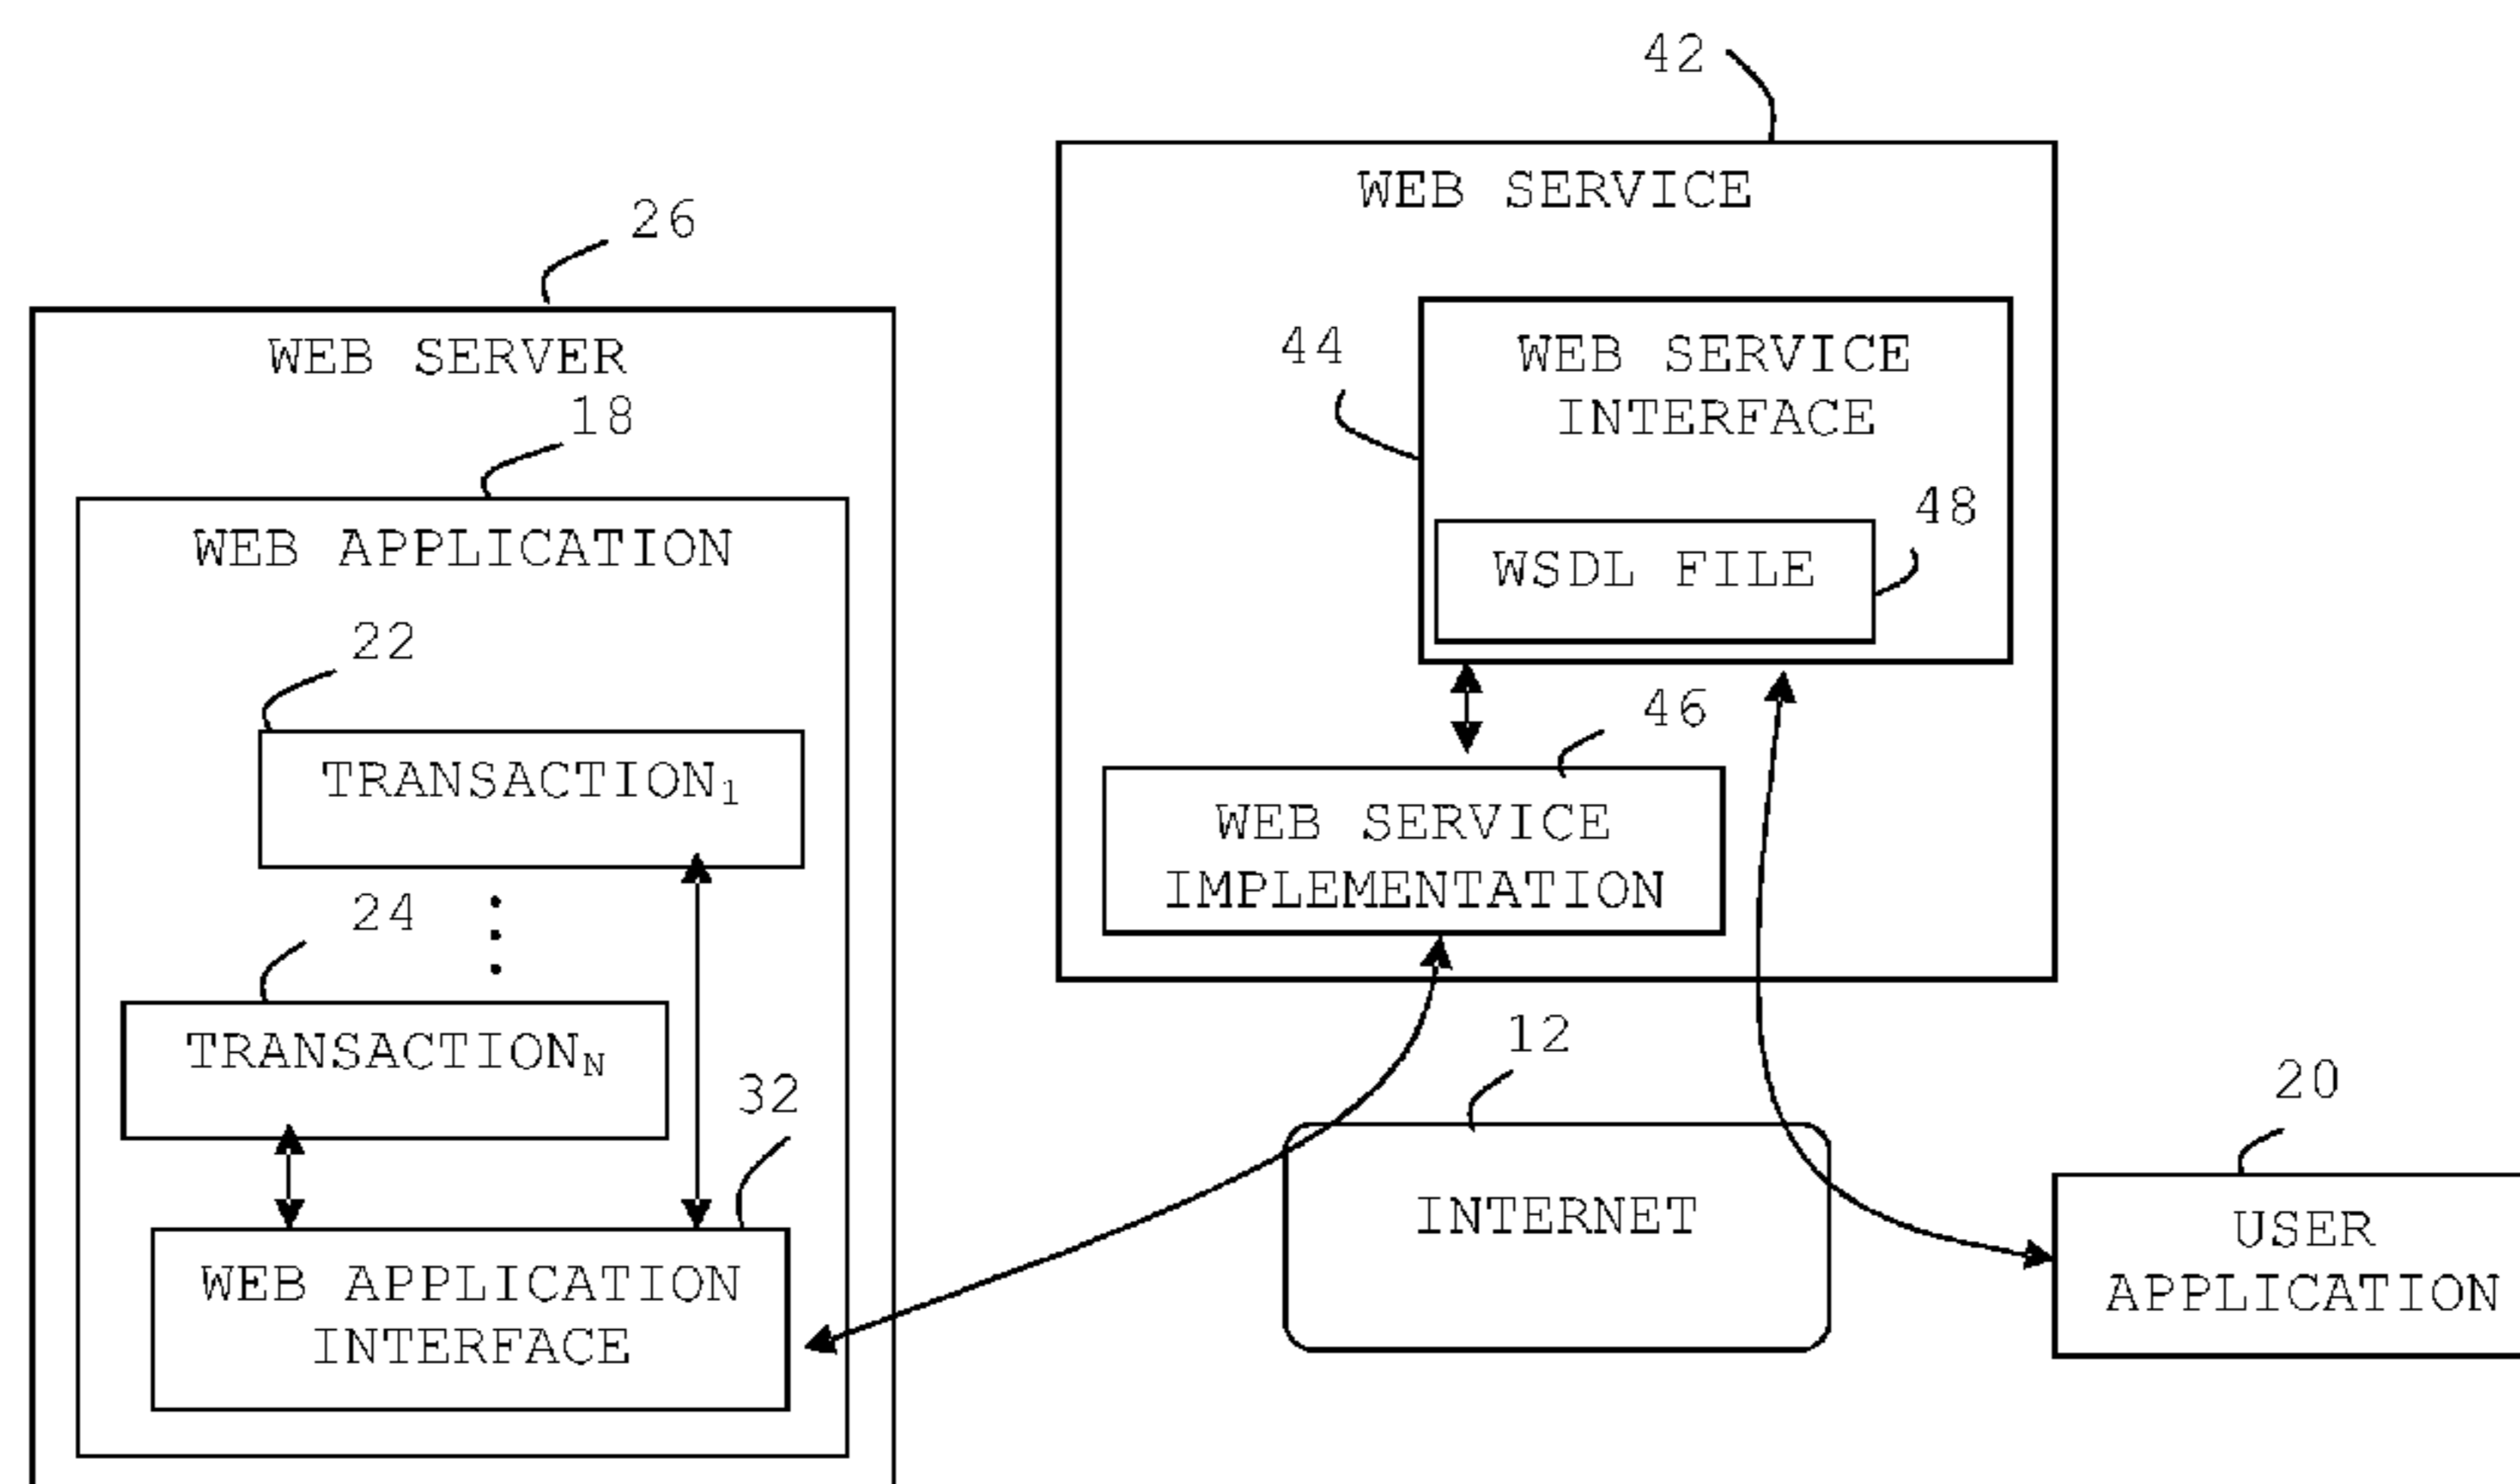 42
WEB SERVICE
26
WEB SERVER
44
WEB SERVICE
INTERFACE
18
48
WEB APPLICATION
WSDL FILE
22
46
TRANSACTION₁
WEB SERVICE
IMPLEMENTATION
24
12
TRANSACTIONN
32
20
INTERNET
USER
APPLICATION
WEB APPLICATION
INTERFACE